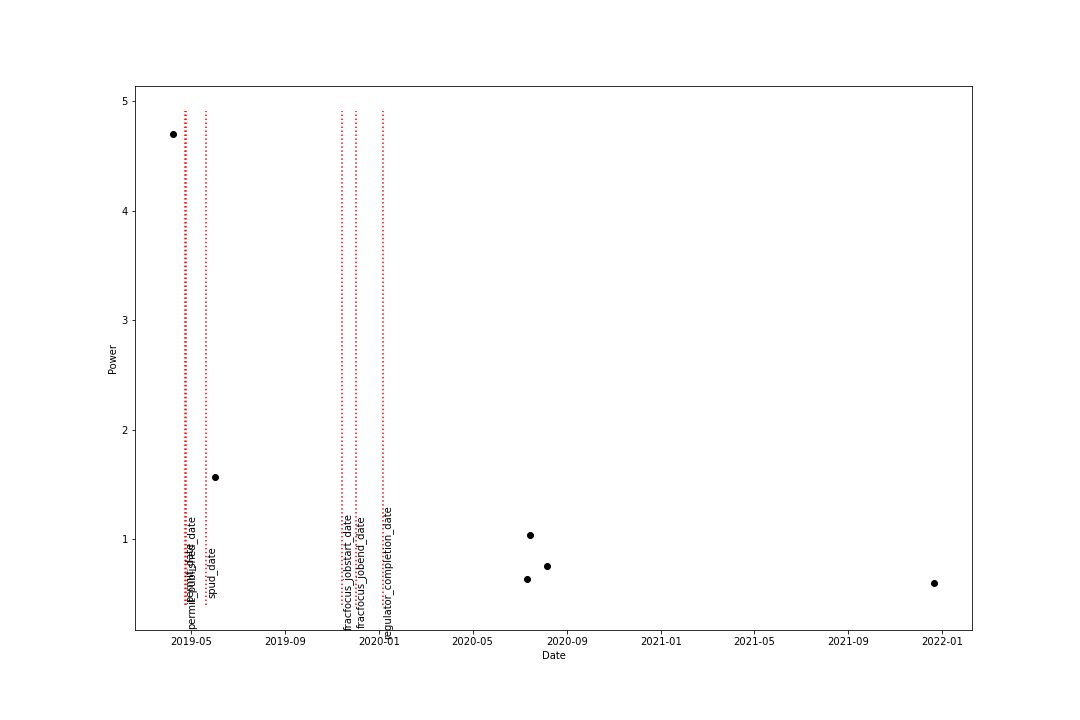 5
4
3
2
1
Power
permit_published_date
spud_date
fracfocus_jobstart_date
fracfocus_jobend_date
regulator_completion_date
2019-05
2019-09
2020-01
2020-05
2020-09
2021-01
2021-05
2021-09
2022-01
Date